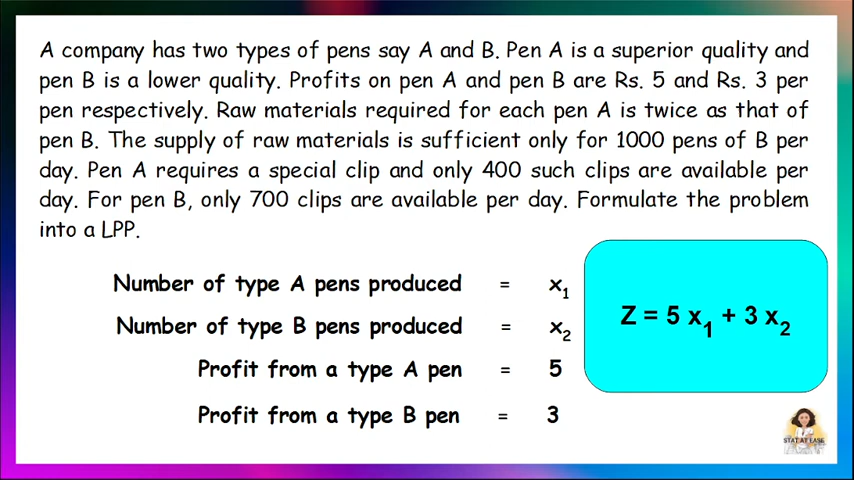 A company has two types of pens say A and B. Pen A is a superior quality and
pen B is a lower quality. Profits on pen A and pen B are Rs. 5 and Rs. 3 per
pen respectively. Raw materials required for each pen A is twice as that of
pen B. The supply of raw materials is sufficient only for 1000 pens of B per
day. Pen A requires a special clip and only 400 such clips are available per
day. For pen B, only 700 clips are available per day. Formulate the problem
into a LPP.
Number of type A pens produced = x₁
Number of type B pens produced = x₂
Profit from a type A pen = 5
Profit from a type B pen = 3
Z = 5 x₁ + 3 x₂
STAT AT EASE